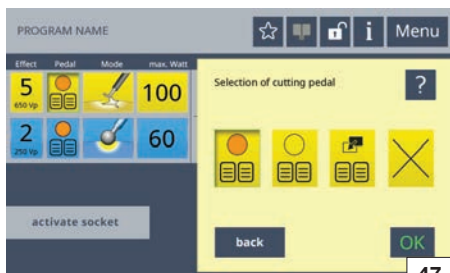 PROGRAM NAME
i
Menu
Effect Pedal Mode max. Watt
5
650 Vp
100
2
250 Vp
60
Selection of cutting pedal
?
activate socket
back
OK
47